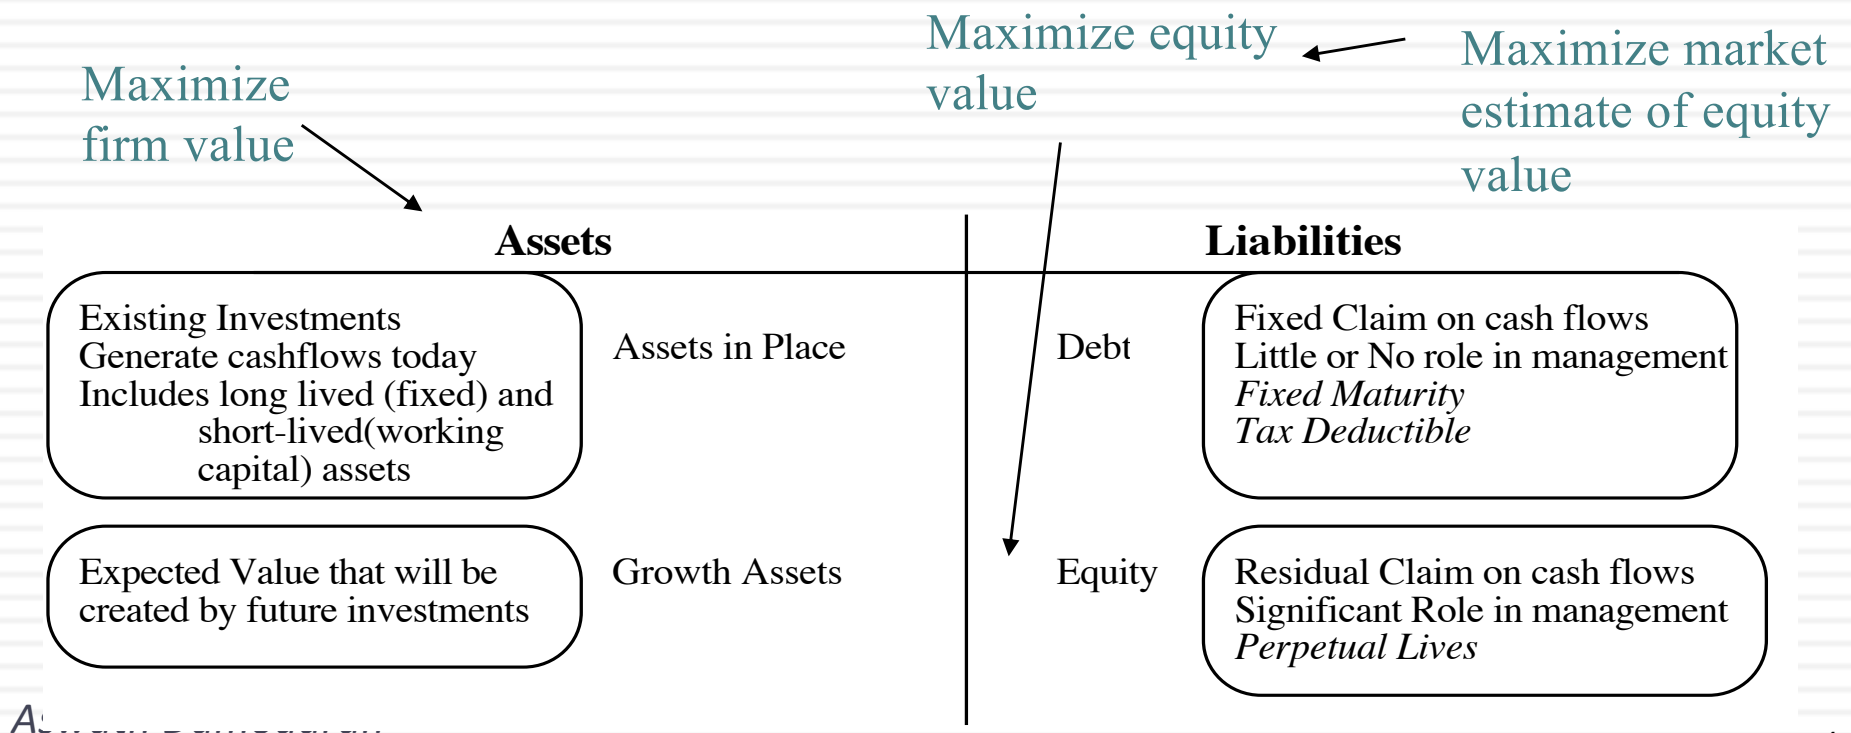 Maximize
firm value
Maximize equity
value
Maximize market
estimate of equity
value
Assets
Liabilities
Existing Investments
Generate cashflows today
Includes long lived (fixed) and
short-lived(working
capital) assets
Assets in Place
Debt
Fixed Claim on cash flows
Little or No role in management
Fixed Maturity
Tax Deductible
Expected Value that will be
created by future investments
Growth Assets
Equity
Residual Claim on cash flows
Significant Role in management
Perpetual Lives